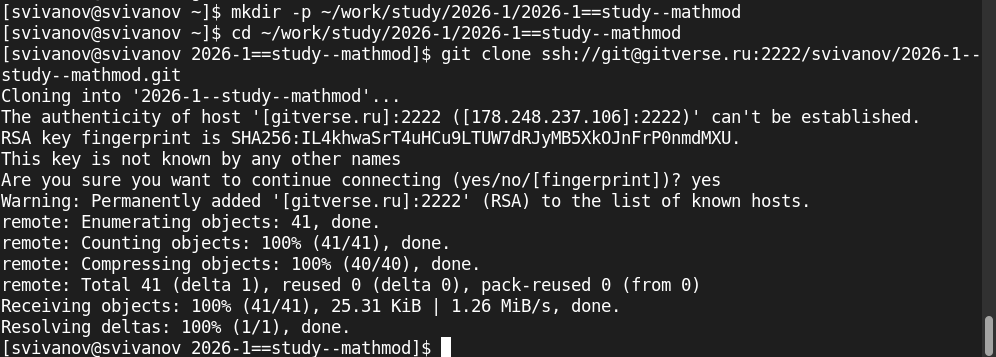 [svivanov@svivanov ~]$ mkdir -p ~/work/study/2026-1/2026-1==study--mathmod
[svivanov@svivanov ~]$ cd ~/work/study/2026-1/2026-1==study--mathmod
[svivanov@svivanov 2026-1==study--mathmod]$ git clone ssh://git@gitverse.ru:2222/svivanov/2026-1--
study--mathmod.git
Cloning into '2026-1--study--mathmod'...
The authenticity of host '[gitverse.ru]:2222 ([178.248.237.106]:2222)' can't be established.
RSA key fingerprint is SHA256:IL4khwaSrT4uHCu9LTUW7dRJyMB5XkOJnFrP0nmdMXU.
This key is not known by any other names
Are you sure you want to continue connecting (yes/no/[fingerprint])? yes
Warning: Permanently added '[gitverse.ru]:2222' (RSA) to the list of known hosts.
remote: Enumerating objects: 41, done.
remote: Counting objects: 100% (41/41), done.
remote: Compressing objects: 100% (40/40), done.
remote: Total 41 (delta 1), reused 0 (delta 0), pack-reused 0 (from 0)
Receiving objects: 100% (41/41), 25.31 KiB | 1.26 MiB/s, done.
Resolving deltas: 100% (1/1), done.
[svivanov@svivanov 2026-1==study--mathmod]$